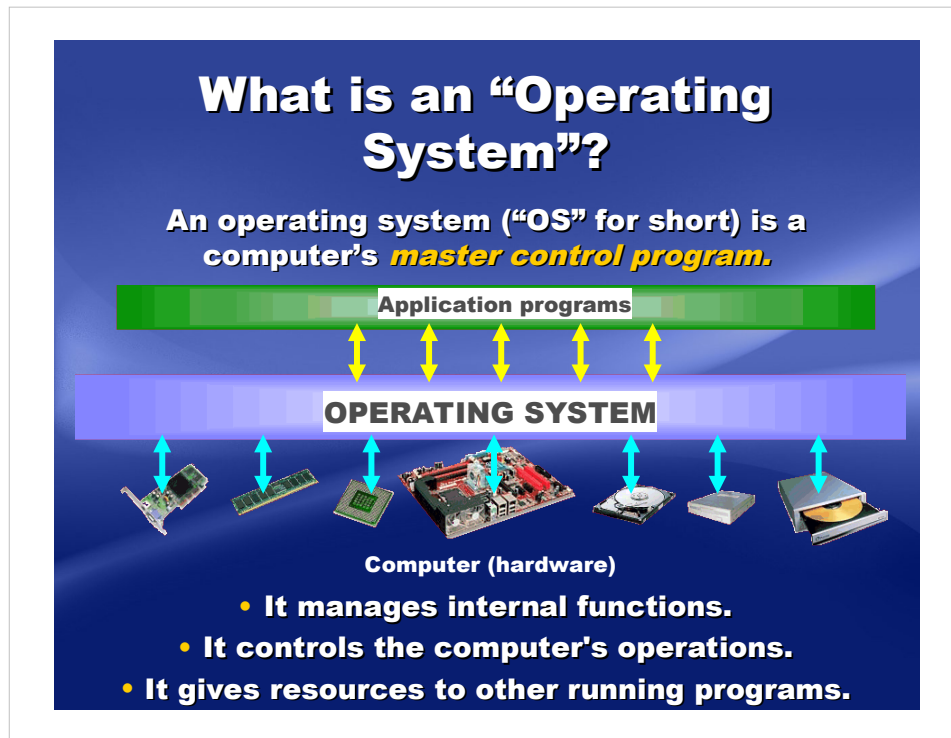 What is an “Operating
System”?
An operating system (“OS” for short) is a
computer’s master control program.
Application programs
OPERATING SYSTEM
Computer (hardware)
• It manages internal functions.
• It controls the computer's operations.
• It gives resources to other running programs.